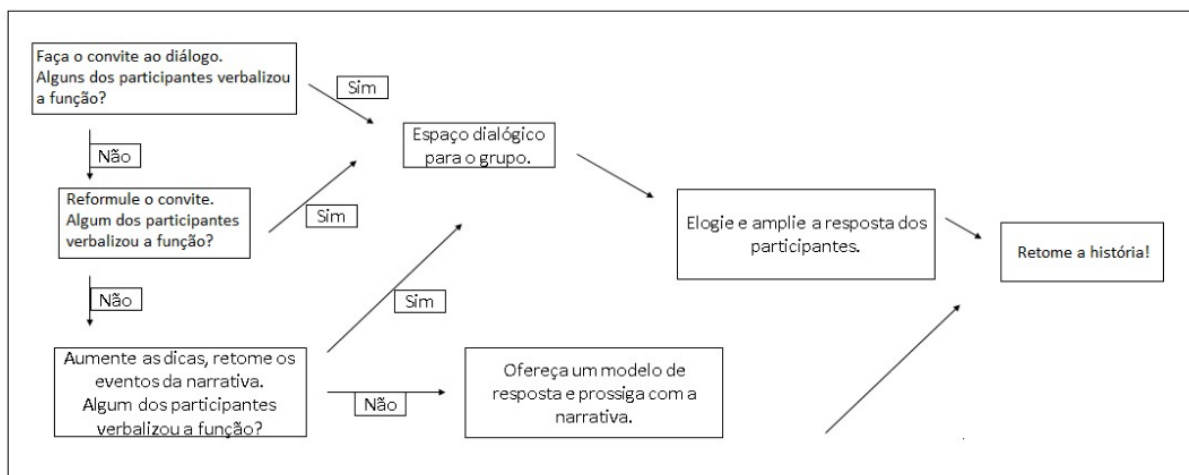 Faça o convite ao diálogo.
Alguns dos participantes verbalizou
a função?
Sim
Não
Espaço dialógico
para o grupo.
Reformule o convite.
Algum dos participantes
verbalizou a função?
Sim
Não
Elogie e amplie a resposta dos
participantes.
Retome a história!
Sim
Aumente as dicas, retome os
eventos da narrativa.
Algum dos participantes
verbalizou a função?
Não
Ofereça um modelo de
resposta e prossiga com a
narrativa.